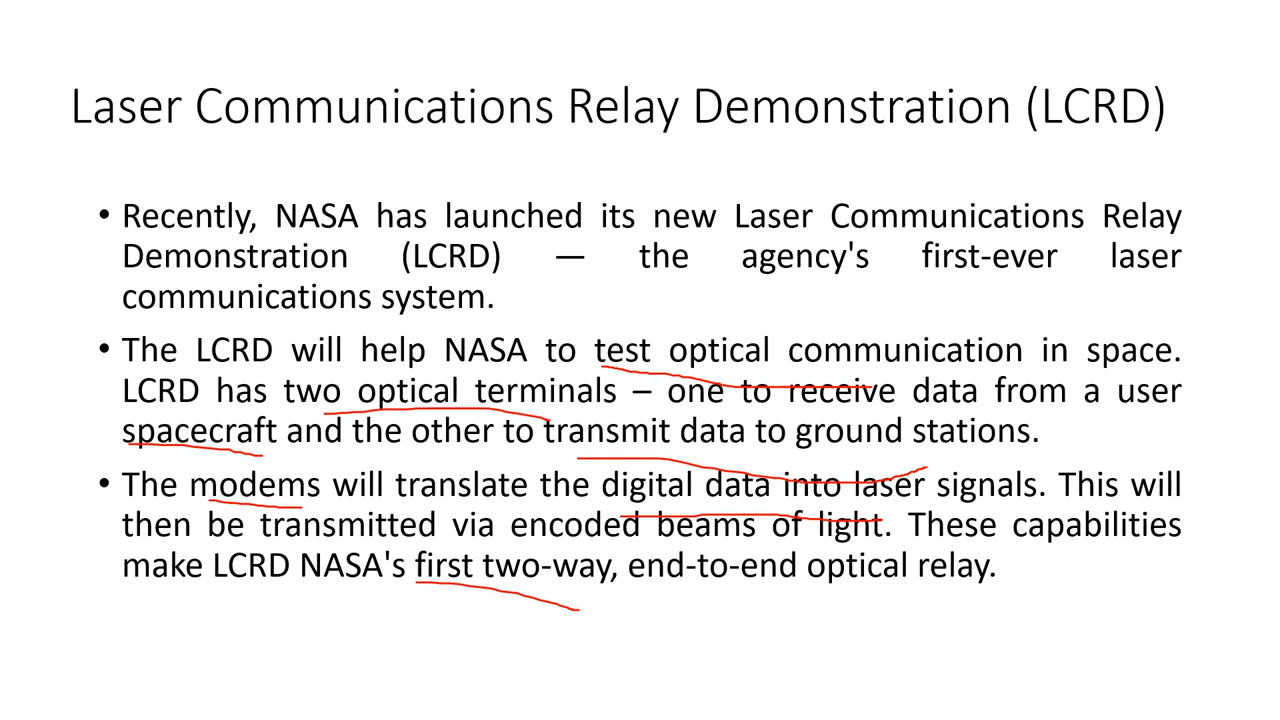 Laser Communications Relay Demonstration (LCRD)
• Recently, NASA has launched its new Laser Communications Relay
Demonstration (LCRD) — the agency's first-ever laser
communications system.
• The LCRD will help NASA to test optical communication in space.
LCRD has two optical terminals – one to receive data from a user
spacecraft and the other to transmit data to ground stations.
• The modems will translate the digital data into laser signals. This will
then be transmitted via encoded beams of light. These capabilities
make LCRD NASA's first two-way, end-to-end optical relay.